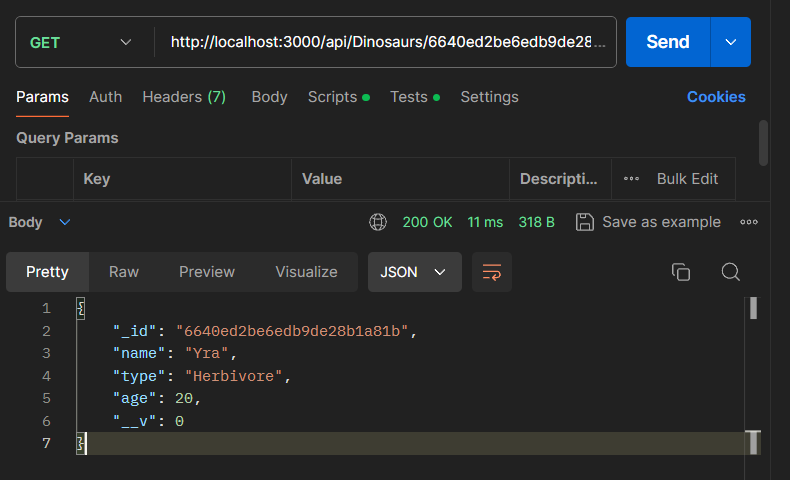 GET http://localhost:3000/api/Dinosaurs/6640ed2be6edb9de28... Send
Params Auth Headers (7) Body Scripts Tests Settings Cookies
Query Params
Key Value Descripti... Bulk Edit
Body 200 OK 11 ms 318 B Save as example
Pretty Raw Preview Visualize JSON
1 {
2 "_id": "6640ed2be6edb9de28b1a81b",
3 "name": "Yra",
4 "type": "Herbivore",
5 "age": 20,
6 "__v": 0
7 }